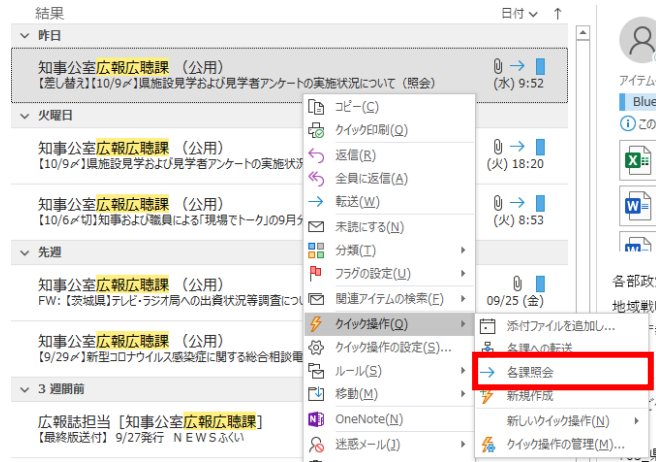 結果 日付 ↑
昨日
知事公室広報広聴課 （公用）
【差し替え】【10/9〆】県施設見学および見学者アンケートの実施状況について（照会） (水) 9:52
火曜日
知事公室広報広聴課 （公用）
【10/9〆】県施設見学および見学者アンケートの実施状況 (火) 18:20
知事公室広報広聴課 （公用）
【10/6〆切】知事および職員による「現場でトーク」の9月分 (火) 8:53
先週
知事公室広報広聴課 （公用）
FW: 【茨城県】テレビ・ラジオ局への出資状況等調査につい 09/25 (金)
知事公室広報広聴課 （公用）
【9/29〆】新型コロナウイルス感染症に関する総合相談電
3 週間前
広報誌担当 [知事公室広報広聴課]
【最終版送付】 9/27発行 ＮＥＷＳふくい
コピー(C)
クイック印刷(Q)
返信(R)
全員に返信(A)
転送(W)
未読にする(N)
分類(I)
フラグの設定(U)
関連アイテムの検索(F)
クイック操作(Q)
クイック操作の設定(S)...
ルール(S)
移動(M)
OneNote(N)
迷惑メール(J)
添付ファイルを追加し...
各課への転送
各課照会
新規作成
新しいクイック操作(N)
クイック操作の管理(M)...
アイテム
Blue
この
各部政
地域戦